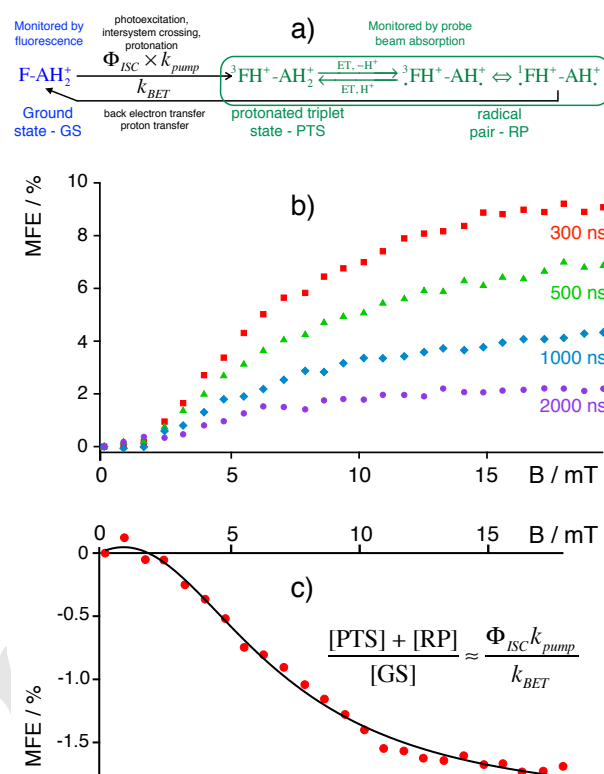 a)
Monitored by
fluorescence
photoexcitation,
intersystem crossing,
protonation
Monitored by probe
beam absorption
F-AH₂⁺
Φ_ISC × k_pump
k_BET
³FH⁺-AH₂⁺
ET, −H⁺
ET, H⁺
³.FH⁺-AH.⁺ ⇔ ¹.FH⁺-AH.⁺
Ground
state - GS
back electron transfer
proton transfer
protonated triplet
state - PTS
radical
pair - RP
b)
MFE / %
10
8
6
4
2
0
300 ns
500 ns
1000 ns
2000 ns
0
5
10
15
B / mT
c)
0
5
10
15
B / mT
MFE / %
0
-0.5
-1.0
-1.5
[PTS] + [RP] / [GS] ≈ Φ_ISC k_pump / k_BET